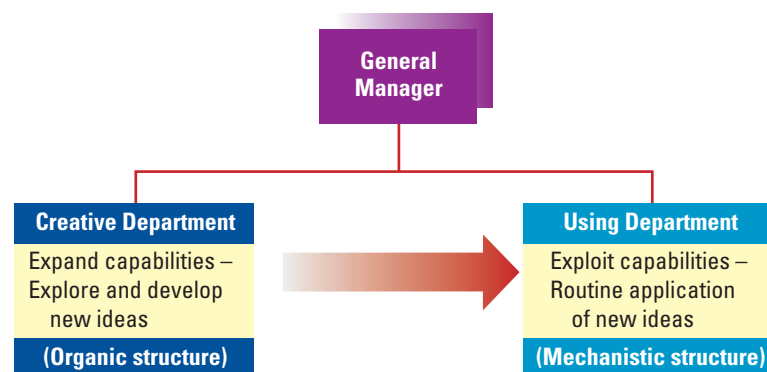 General
Manager
Creative Department
Expand capabilities –
Explore and develop
new ideas
(Organic structure)
Using Department
Exploit capabilities –
Routine application
of new ideas
(Mechanistic structure)